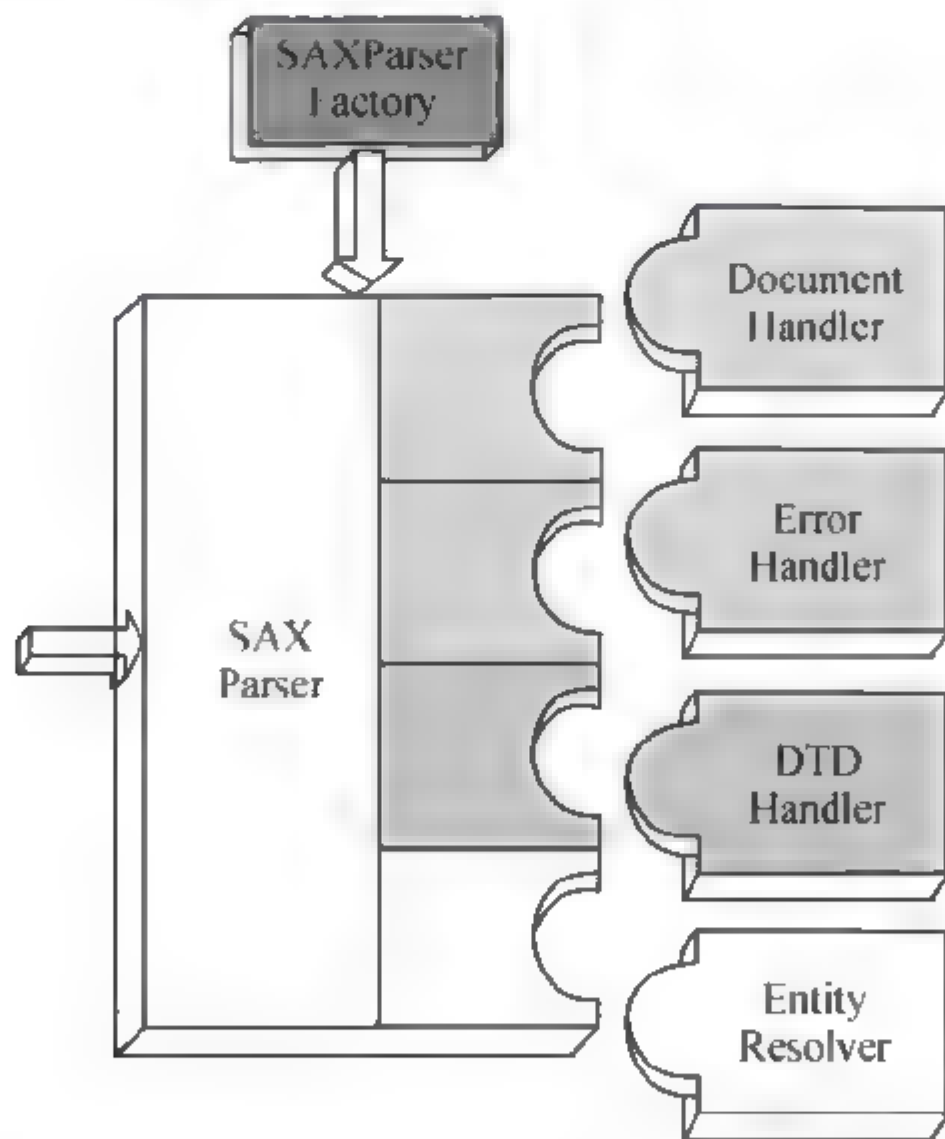 SAXParser
Factory
Document
Handler
Error
Handler
SAX
Parser
DTD
Handler
Entity
Resolver